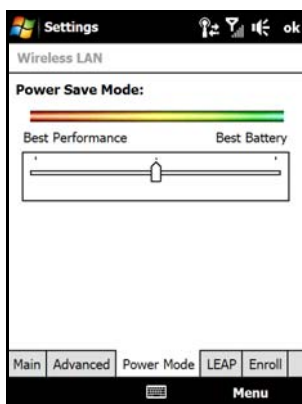 Settings ok
Wireless LAN
Power Save Mode:
Best Performance Best Battery
Main Advanced Power Mode LEAP Enroll
Menu